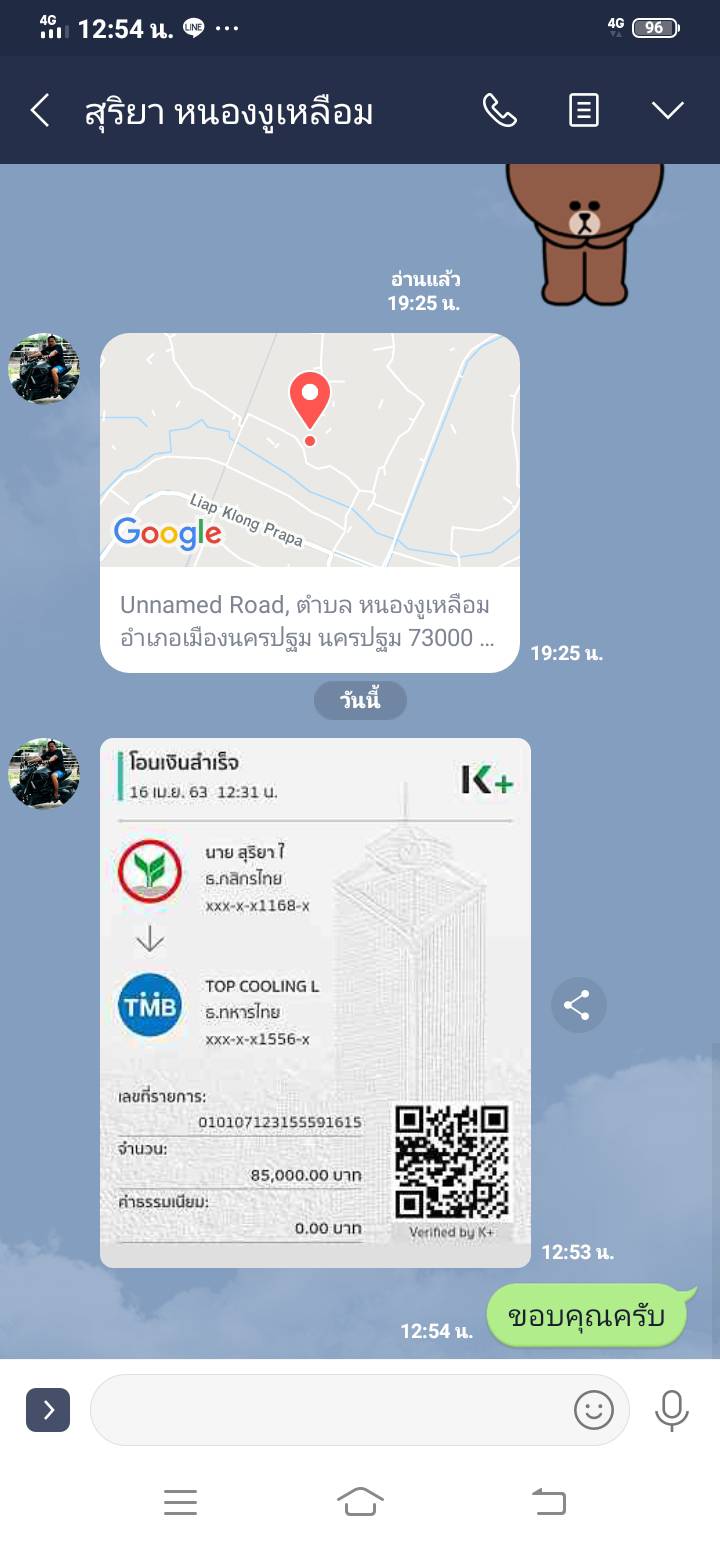 4G 12:54 น. LINE ... 4G 96
สุริยา หนองงูเหลือม
อ่านแล้ว
19:25 น.
Liap Klong Prapa
Google
Unnamed Road, ตำบล หนองงูเหลือม
อำเภอเมืองนครปฐม นครปฐม 73000 ...
19:25 น.
วันนี้
โอนเงินสำเร็จ
16 เม.ย. 63 12:31 น.
K+
นาย สุริยา ไ
ธ.กสิกรไทย
xxx-x-x1168-x
TMB
TOP COOLING L
ธ.ทหารไทย
xxx-x-x1556-x
เลขที่รายการ:
010107123155591615
จำนวน:
85,000.00 บาท
ค่าธรรมเนียม:
0.00 บาท
Verified by K+
12:53 น.
ขอบคุณครับ
12:54 น.